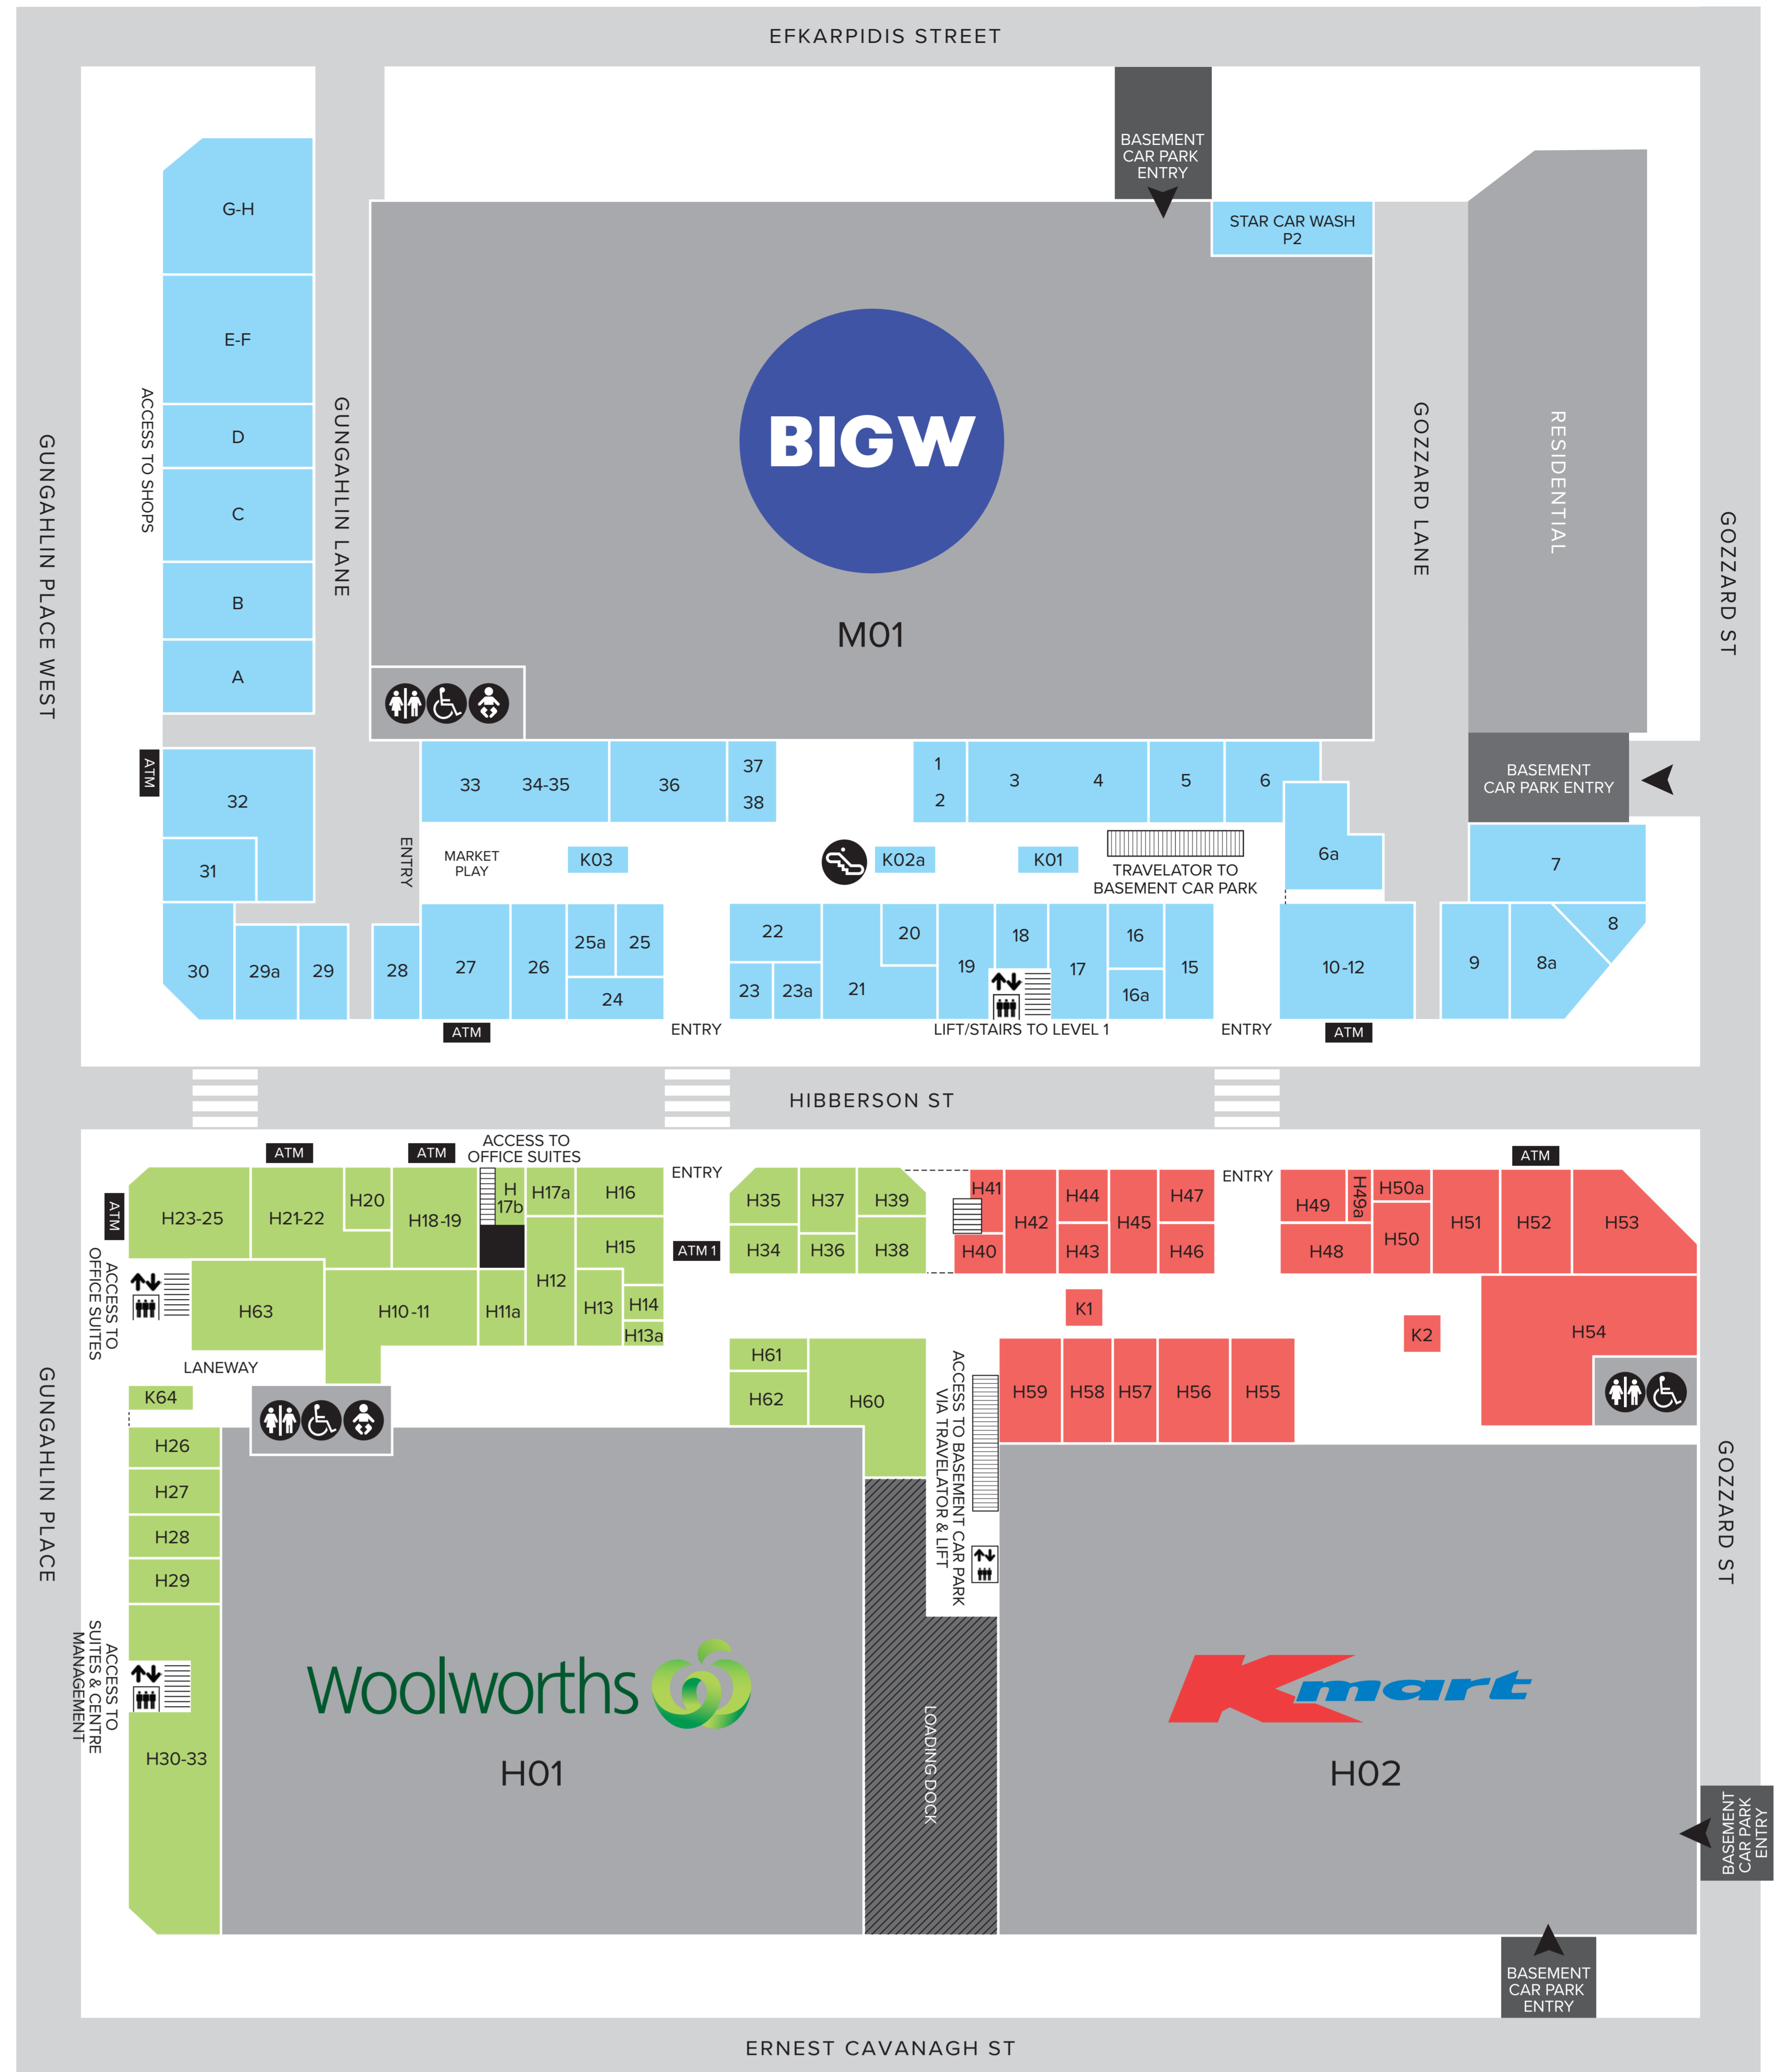 EFKARPIDIS STREET
BASEMENT
CAR PARK
ENTRY
STAR CAR WASH
P2
G-H
E-F
D
C
B
A
ACCESS TO SHOPS
GUNGAHLIN LANE
GUNGAHLIN PLACE WEST
BIGW
M01
GOZZARD LANE
RESIDENTIAL
GOZZARD ST
ATM
32
31
30
29a
29
ENTRY
33
34-35
36
37
38
1
2
3
4
5
6
6a
BASEMENT
CAR PARK ENTRY
MARKET
PLAY
K03
K02a
K01
TRAVELATOR TO
BASEMENT CAR PARK
7
8
8a
9
28
27
26
25a
25
24
22
23
23a
21
20
19
18
17
16
16a
15
10-12
ATM
ENTRY
LIFT/STAIRS TO LEVEL 1
ENTRY
ATM
HIBBERSON ST
ATM
ATM
ACCESS TO
OFFICE SUITES
ENTRY
ENTRY
ATM
ATM
H23-25
H21-22
H20
H18-19
H
17b
H17a
H16
H15
H12
H13
H14
H13a
H11a
H10-11
H63
ACCESS TO
OFFICE SUITES
LANEWAY
ATM 1
H35
H37
H39
H34
H36
H38
H41
H40
H42
H44
H43
H45
H47
H46
H49
H49a
H50a
H48
H50
H51
H52
H53
H54
K1
K2
K64
H26
H27
H28
H29
H30-33
H61
H62
H60
H59
H58
H57
H56
H55
ACCESS TO BASEMENT CAR PARK
VIA TRAVELATOR & LIFT
GUNGAHLIN PLACE
ACCESS TO
SUITES & CENTRE
MANAGEMENT
Woolworths
H01
LOADING DOCK
Kmart
H02
GOZZARD ST
BASEMENT
CAR PARK
ENTRY
BASEMENT
CAR PARK
ENTRY
ERNEST CAVANAGH ST